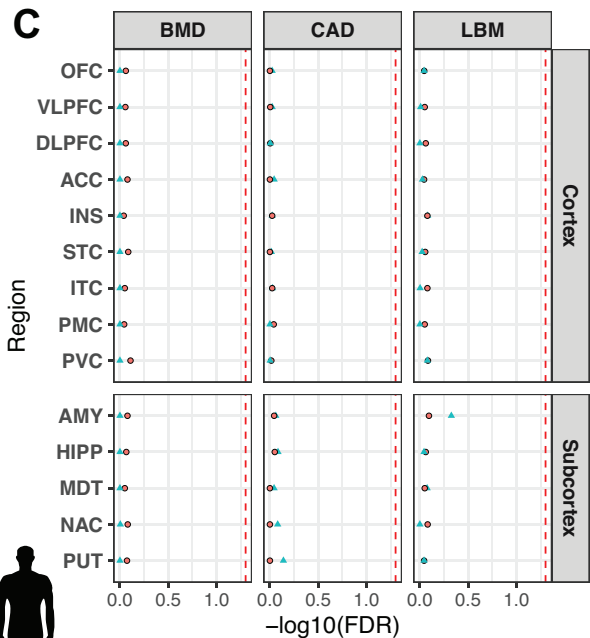 C
BMD CAD LBM
OFC
VLPFC
DLPFC
ACC
INS
STC
ITC
PMC
PVC
Cortex
AMY
HIPP
MDT
NAC
PUT
Subcortex
Region
0.0 0.5 1.0 0.0 0.5 1.0 0.0 0.5 1.0
−log10(FDR)